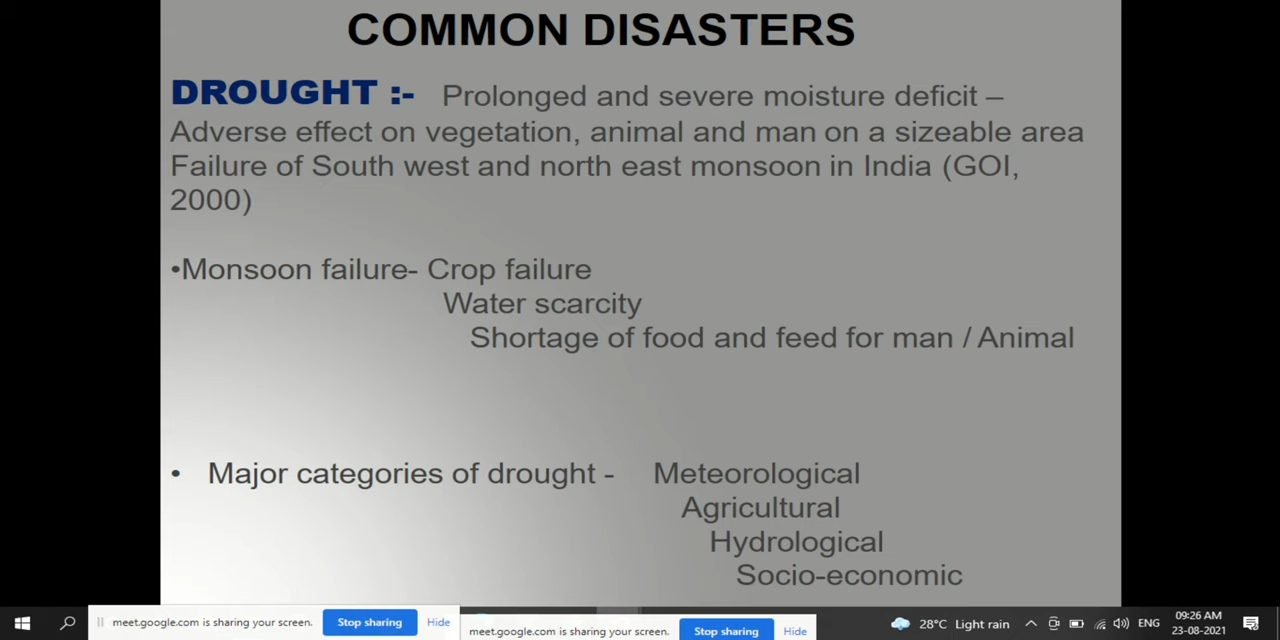 COMMON DISASTERS
DROUGHT :- Prolonged and severe moisture deficit –
Adverse effect on vegetation, animal and man on a sizeable area
Failure of South west and north east monsoon in India (GOI,
2000)
•Monsoon failure- Crop failure
Water scarcity
Shortage of food and feed for man / Animal
• Major categories of drought - Meteorological
Agricultural
Hydrological
Socio-economic
meet.google.com is sharing your screen. Stop sharing Hide
meet.google.com is sharing your screen. Stop sharing Hide
28°C Light rain ENG 09:26 AM
23-08-2021